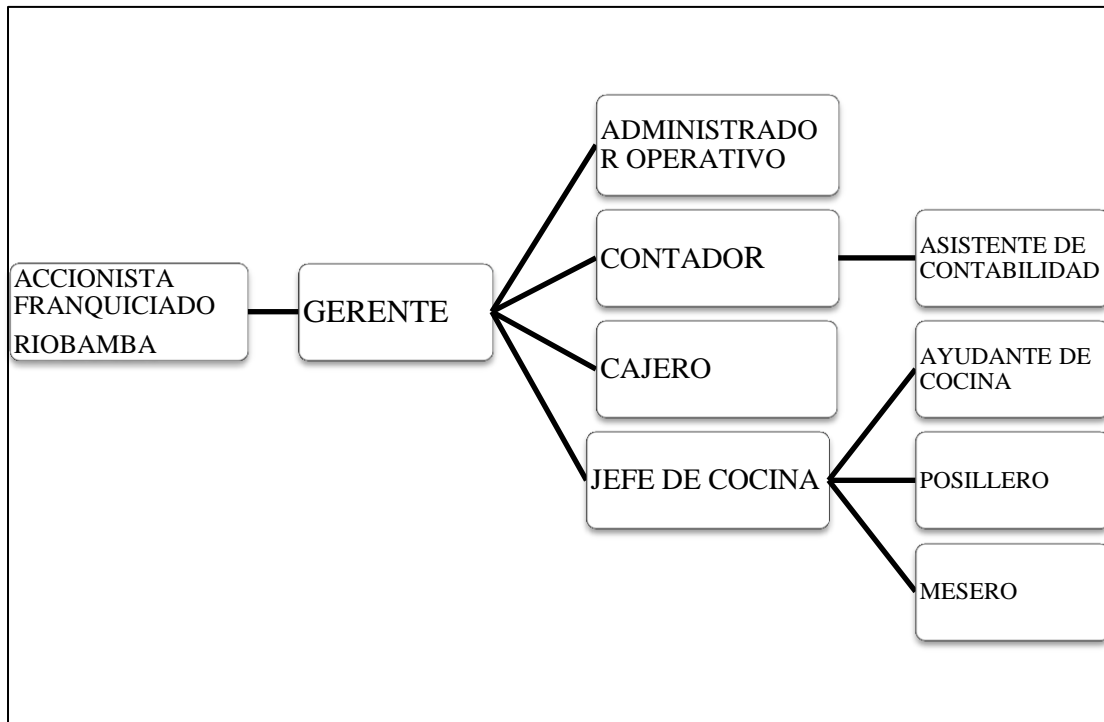 ACCIONISTA
FRANQUICIADO
RIOBAMBA
GERENTE
ADMINISTRADO
R OPERATIVO
CONTADOR
CAJERO
JEFE DE COCINA
ASISTENTE DE
CONTABILIDAD
AYUDANTE DE
COCINA
POSILLERO
MESERO